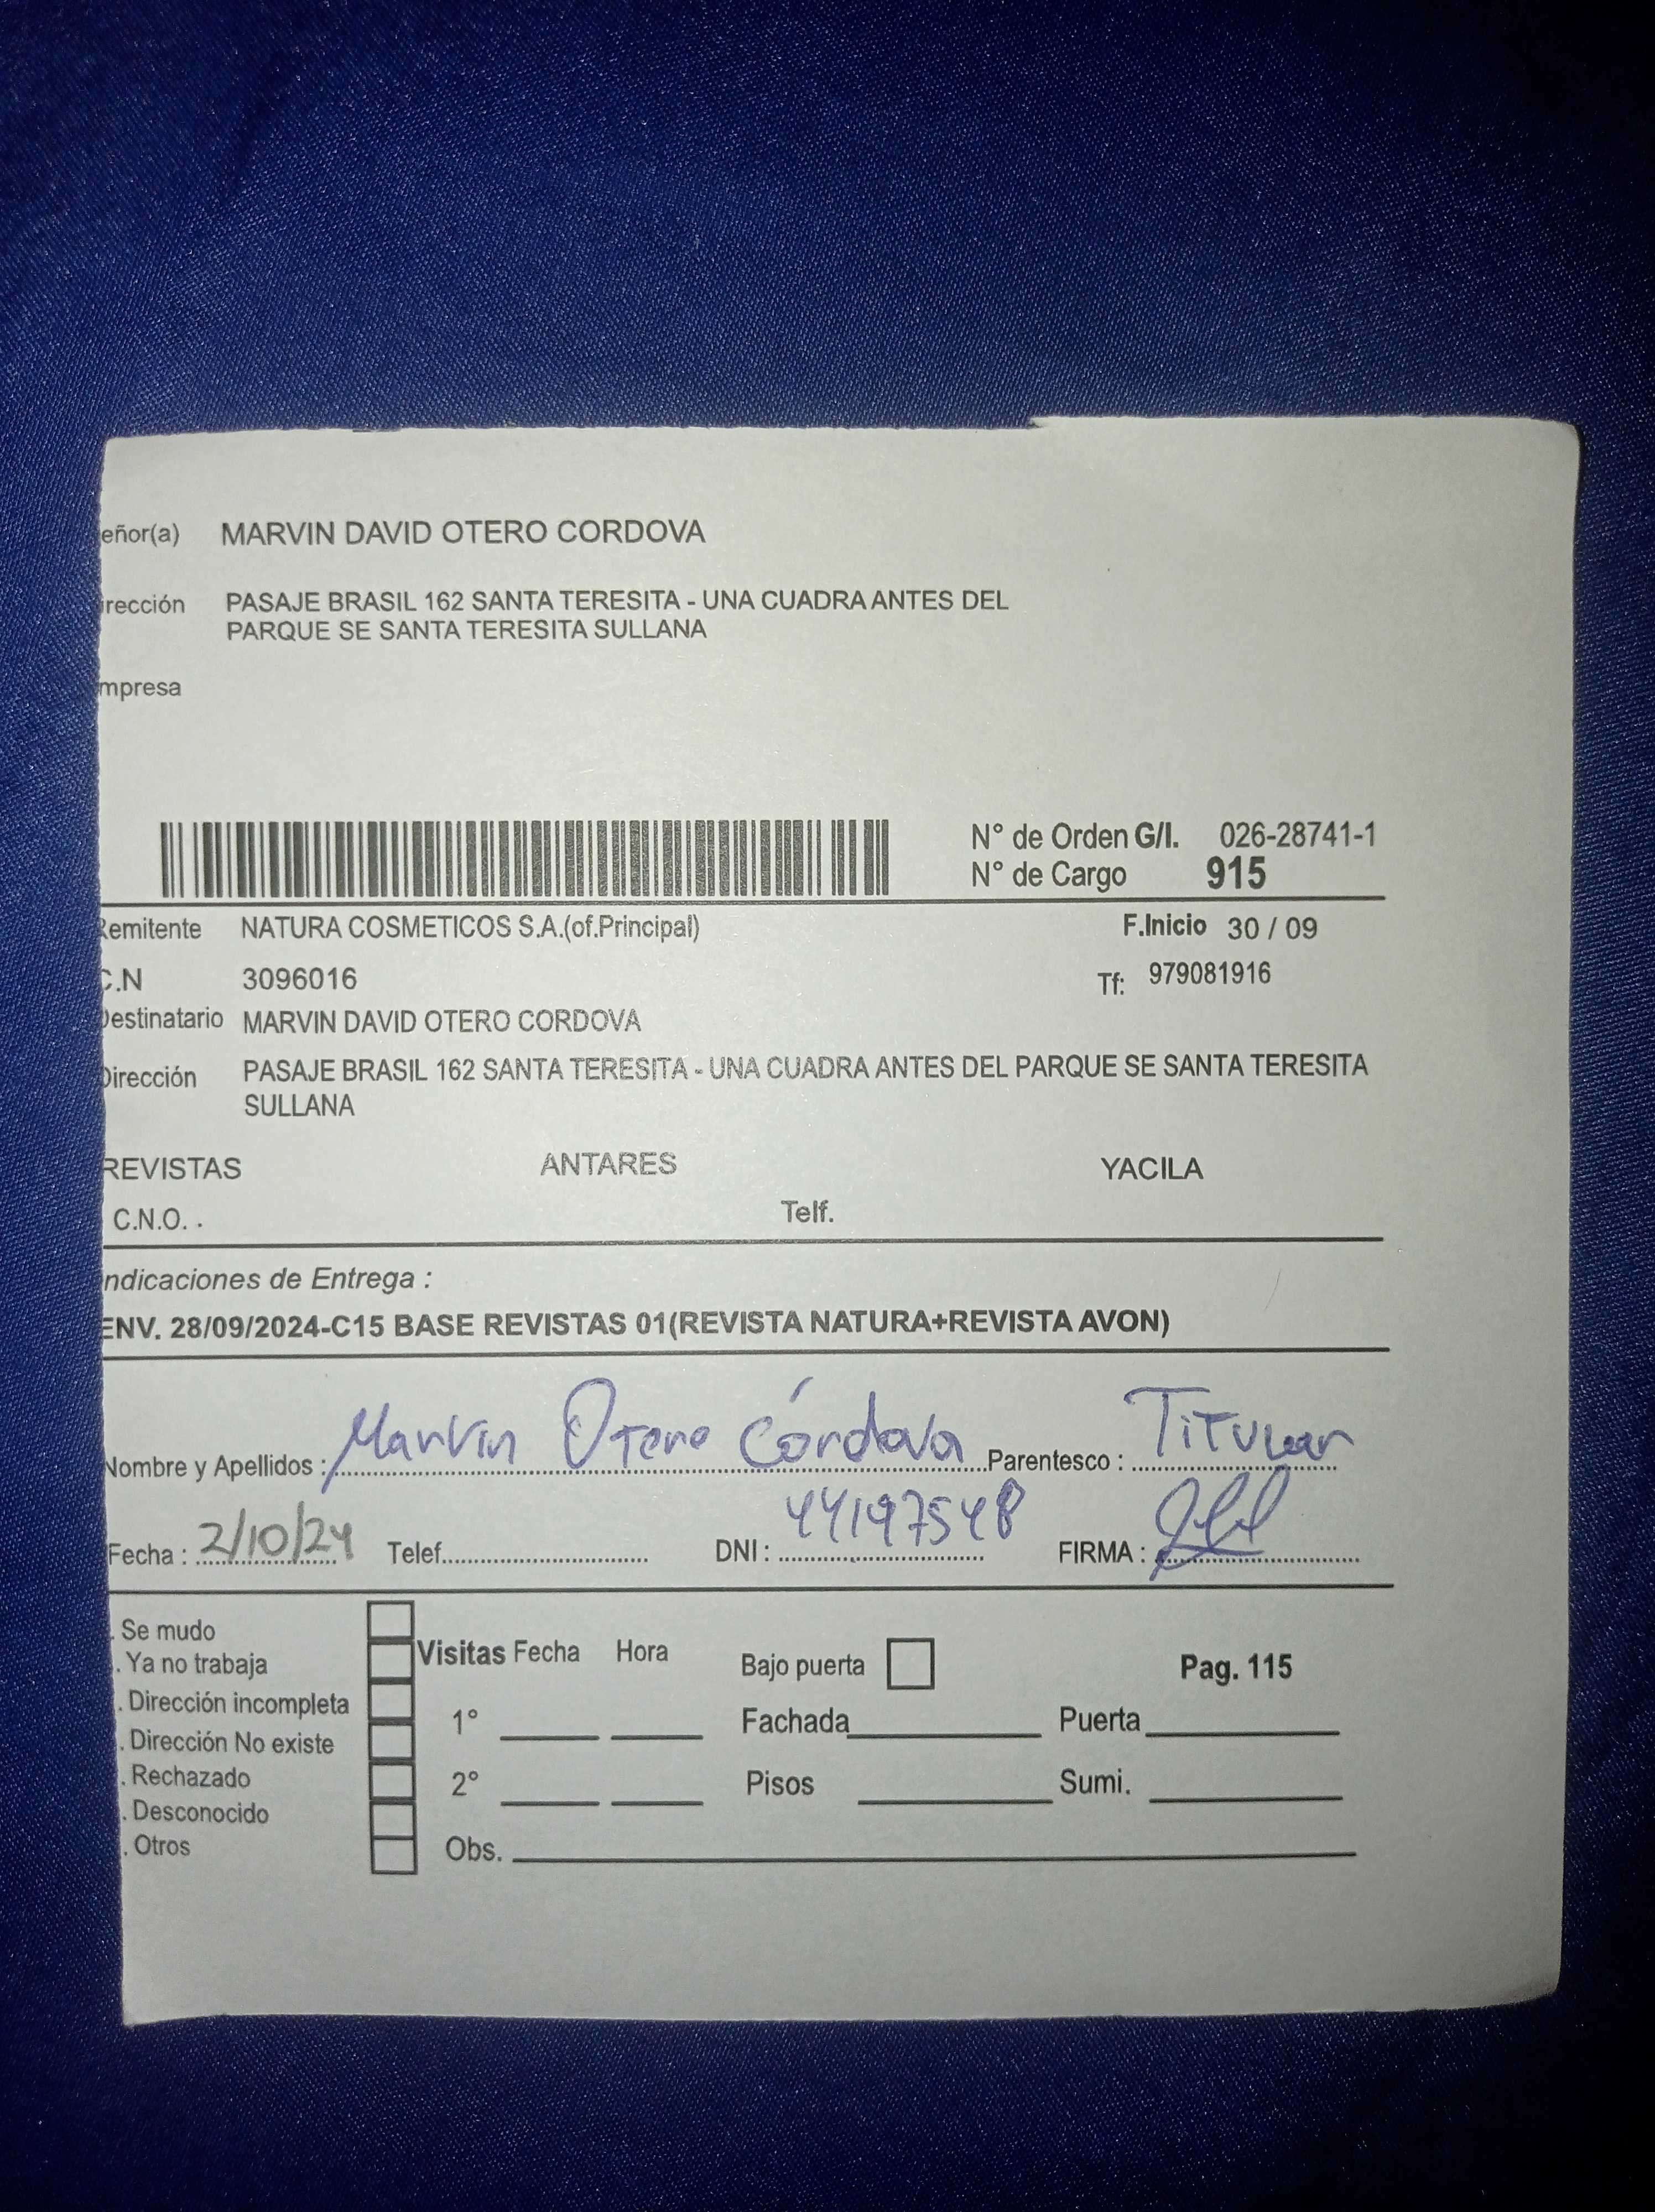 eñor(a) MARVIN DAVID OTERO CORDOVA
irección PASAJE BRASIL 162 SANTA TERESITA - UNA CUADRA ANTES DEL
PARQUE SE SANTA TERESITA SULLANA
mpresa
N° de Orden G/I. 026-28741-1
N° de Cargo 915
Remitente NATURA COSMETICOS S.A.(of.Principal) F.Inicio 30 / 09
C.N 3096016 Tf: 979081916
Destinatario MARVIN DAVID OTERO CORDOVA
Dirección PASAJE BRASIL 162 SANTA TERESITA - UNA CUADRA ANTES DEL PARQUE SE SANTA TERESITA
SULLANA
REVISTAS ANTARES YACILA
C.N.O. . Telf.
ndicaciones de Entrega :
ENV. 28/09/2024-C15 BASE REVISTAS 01(REVISTA NATURA+REVISTA AVON)
Nombre y Apellidos : Marvin Otero Córdova Parentesco : Titular
Fecha : 2/10/24 Telef. DNI : 44197548 FIRMA :
. Se mudo
. Ya no trabaja
. Dirección incompleta
. Dirección No existe
. Rechazado
. Desconocido
. Otros
Visitas Fecha Hora
1°
2°
Obs.
Bajo puerta Pag. 115
Fachada Puerta
Pisos Sumi.